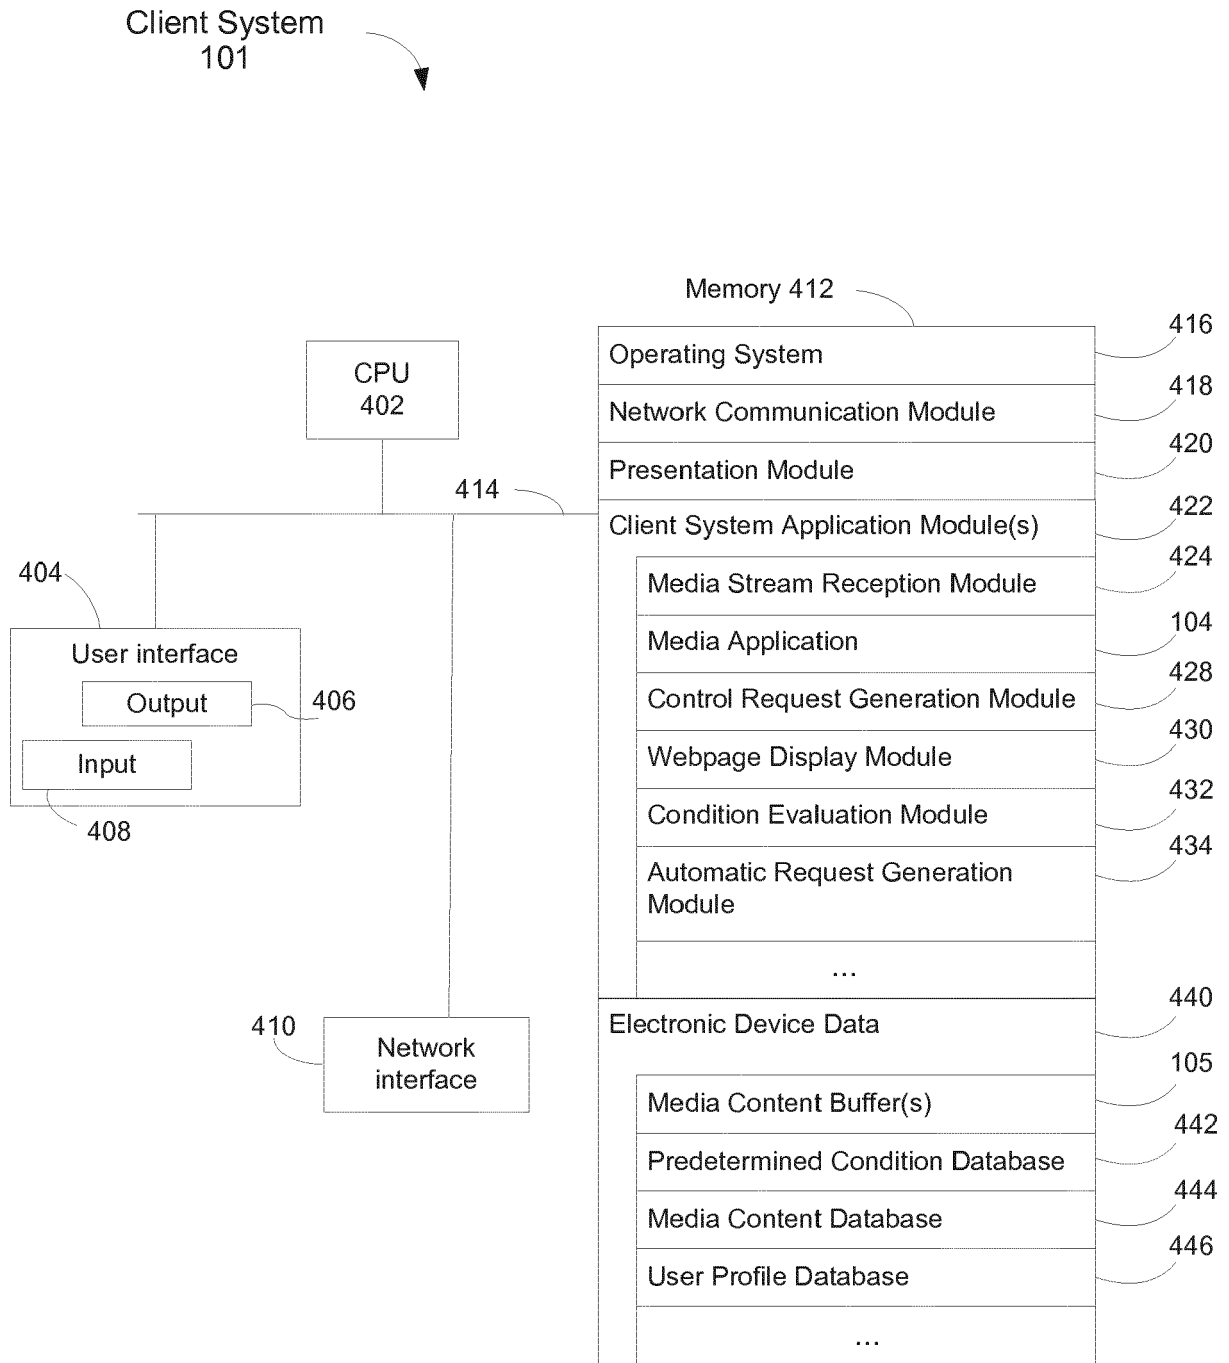 Client System
101
Memory 412
416
Operating System
CPU
402
418
Network Communication Module
420
Presentation Module
414
422
Client System Application Module(s)
424
Media Stream Reception Module
404
User interface
Output
406
Input
408
104
Media Application
428
Control Request Generation Module
430
Webpage Display Module
432
Condition Evaluation Module
434
Automatic Request Generation
Module
...
410
Network
interface
440
Electronic Device Data
105
Media Content Buffer(s)
442
Predetermined Condition Database
444
Media Content Database
446
User Profile Database
...